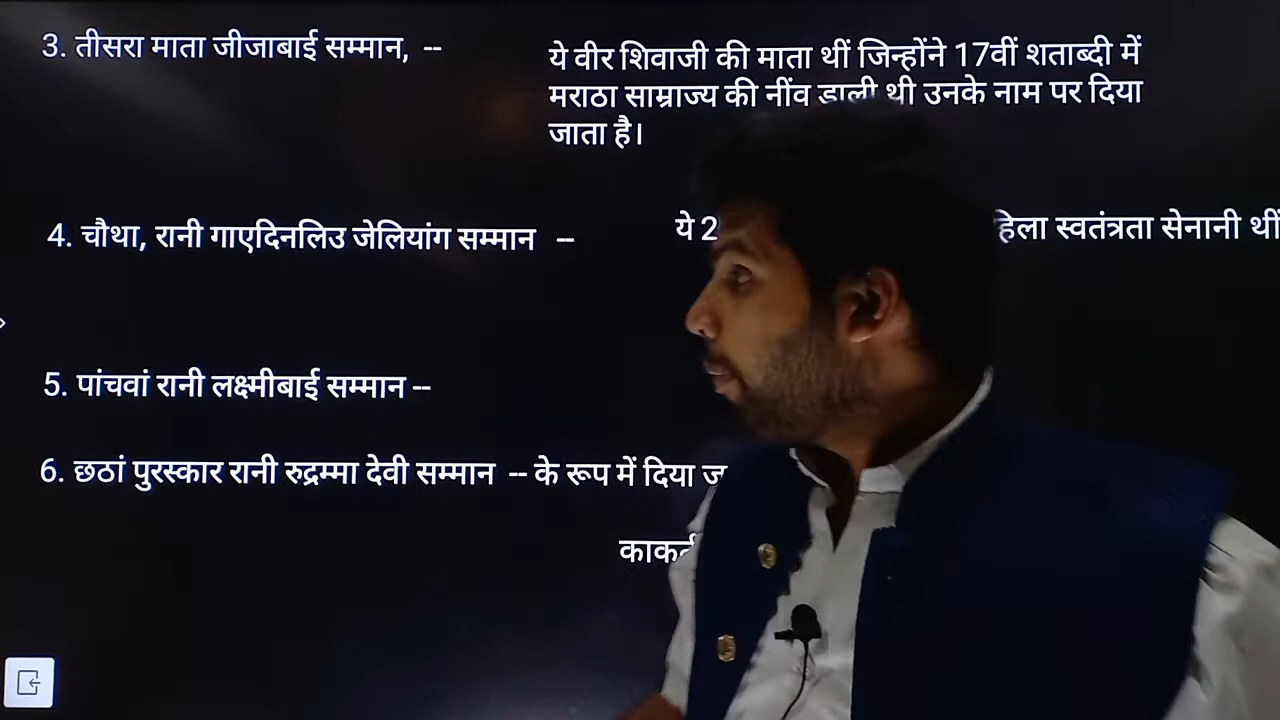 3. तीसरा माता जीजाबाई सम्मान, --
ये वीर शिवाजी की माता थीं जिन्होंने 17वीं शताब्दी में
मराठा साम्राज्य की नींव डाली थी उनके नाम पर दिया
जाता है।
4. चौथा, रानी गाएदिनलिउ जेलियांग सम्मान --
ये 2 स्वतंत्रता सेनानी थीं
5. पांचवां रानी लक्ष्मीबाई सम्मान --
6. छठां पुरस्कार रानी रुद्रम्मा देवी सम्मान -- के रूप में दिया